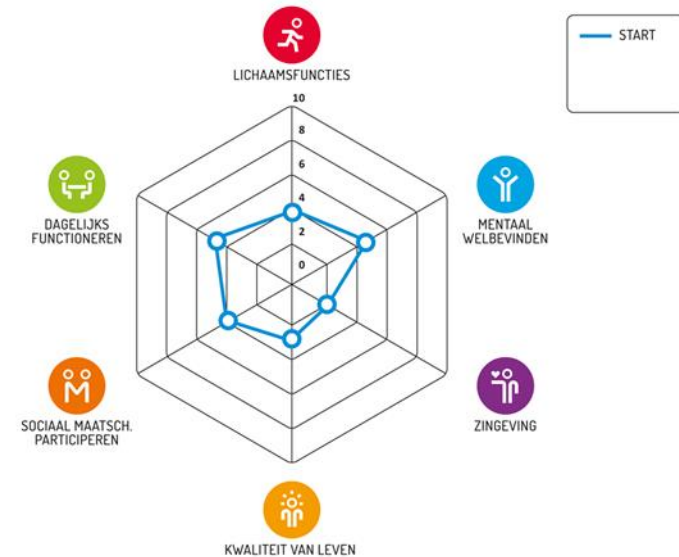 LICHAAMSFUNCTIES
START
10
8
6
4
2
0
DAGELIJKS
FUNCTIONEREN
MENTAAL
WELBEVINDEN
SOCIAAL MAATSCH.
PARTICIPEREN
ZINGEVING
KWALITEIT VAN LEVEN